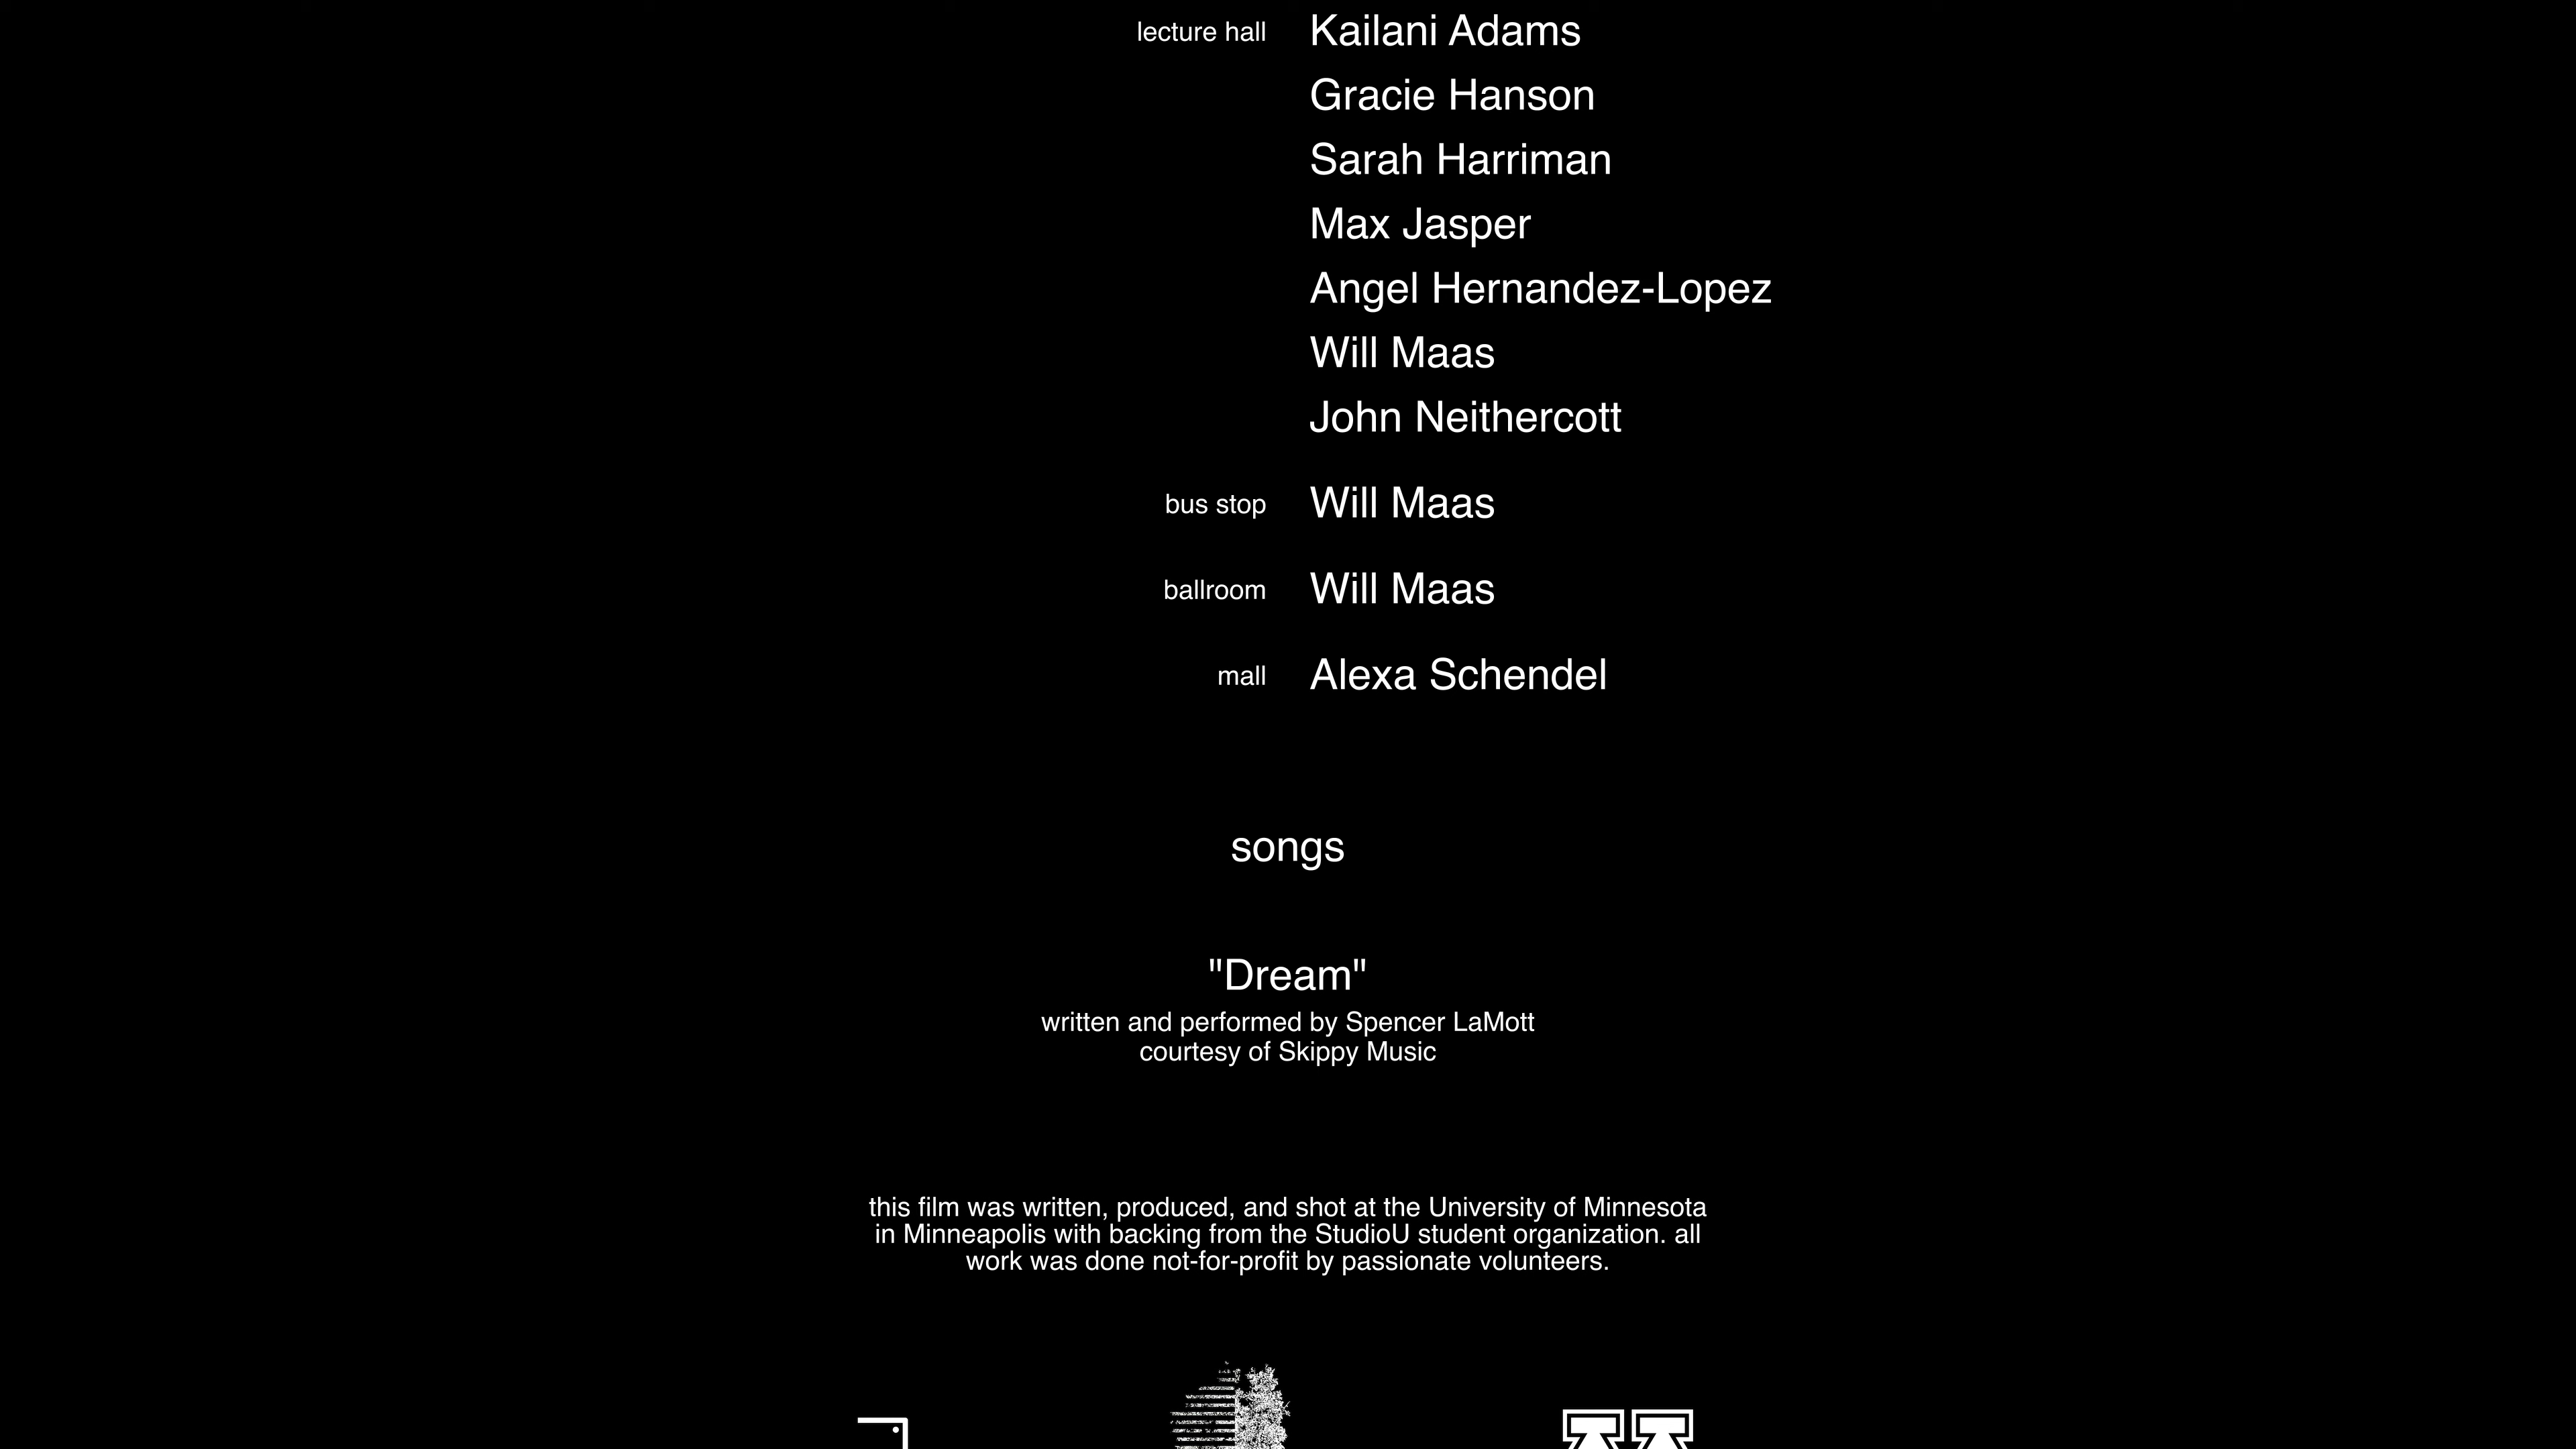 lecture hall Kailani Adams
Gracie Hanson
Sarah Harriman
Max Jasper
Angel Hernandez-Lopez
Will Maas
John Neithercott
bus stop Will Maas
ballroom Will Maas
mall Alexa Schendel
songs
"Dream"
written and performed by Spencer LaMott
courtesy of Skippy Music
this film was written, produced, and shot at the University of Minnesota
in Minneapolis with backing from the StudioU student organization. all
work was done not-for-profit by passionate volunteers.